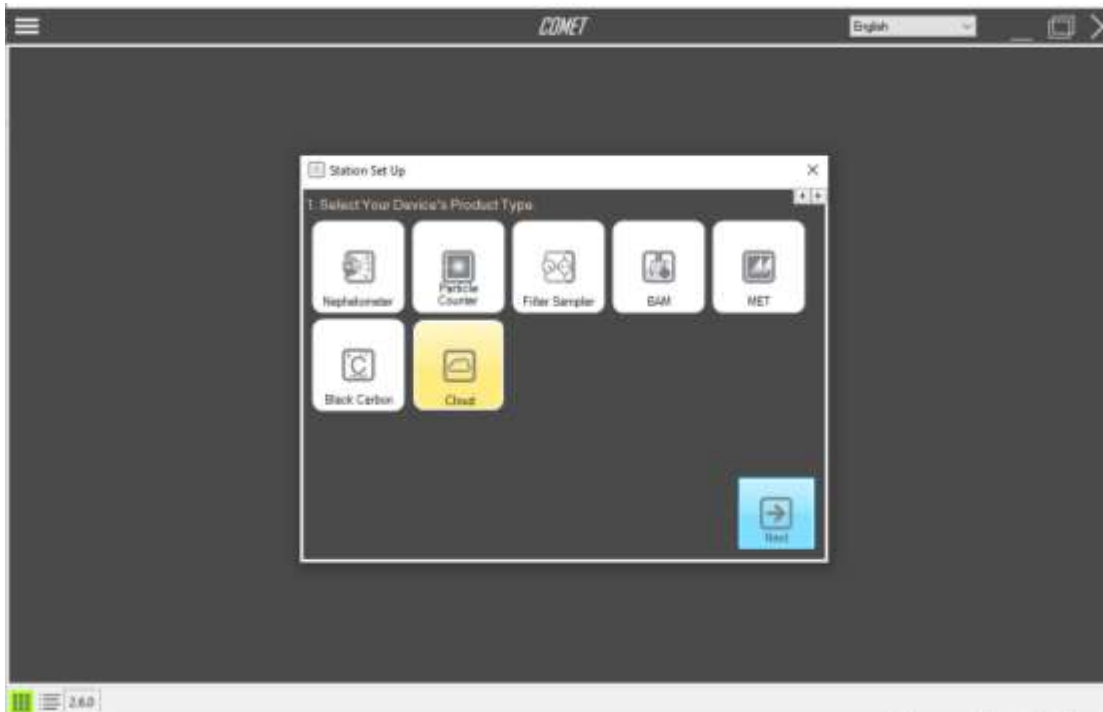 COMET
English
Station Set Up
1. Select Your Device's Product Type
Nephelometer
Particle
Counter
Filter Sampler
BAM
MET
Black Carbon
Cloud
Next
2.6.0